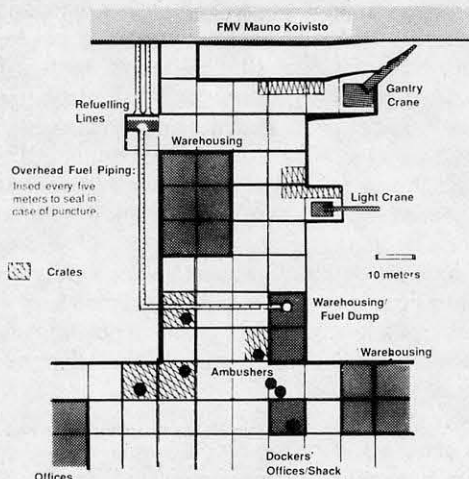 FMV Mauno Koivisto
Gantry
Crane
Refuelling
Lines
Warehousing
Overhead Fuel Piping:
Insed every five
meters to seal in
case of puncture.
Light Crane
Crates
10 meters
Warehousing/
Fuel Dump
Warehousing
Ambushers
Dockers'
Offices/Shack
Offices